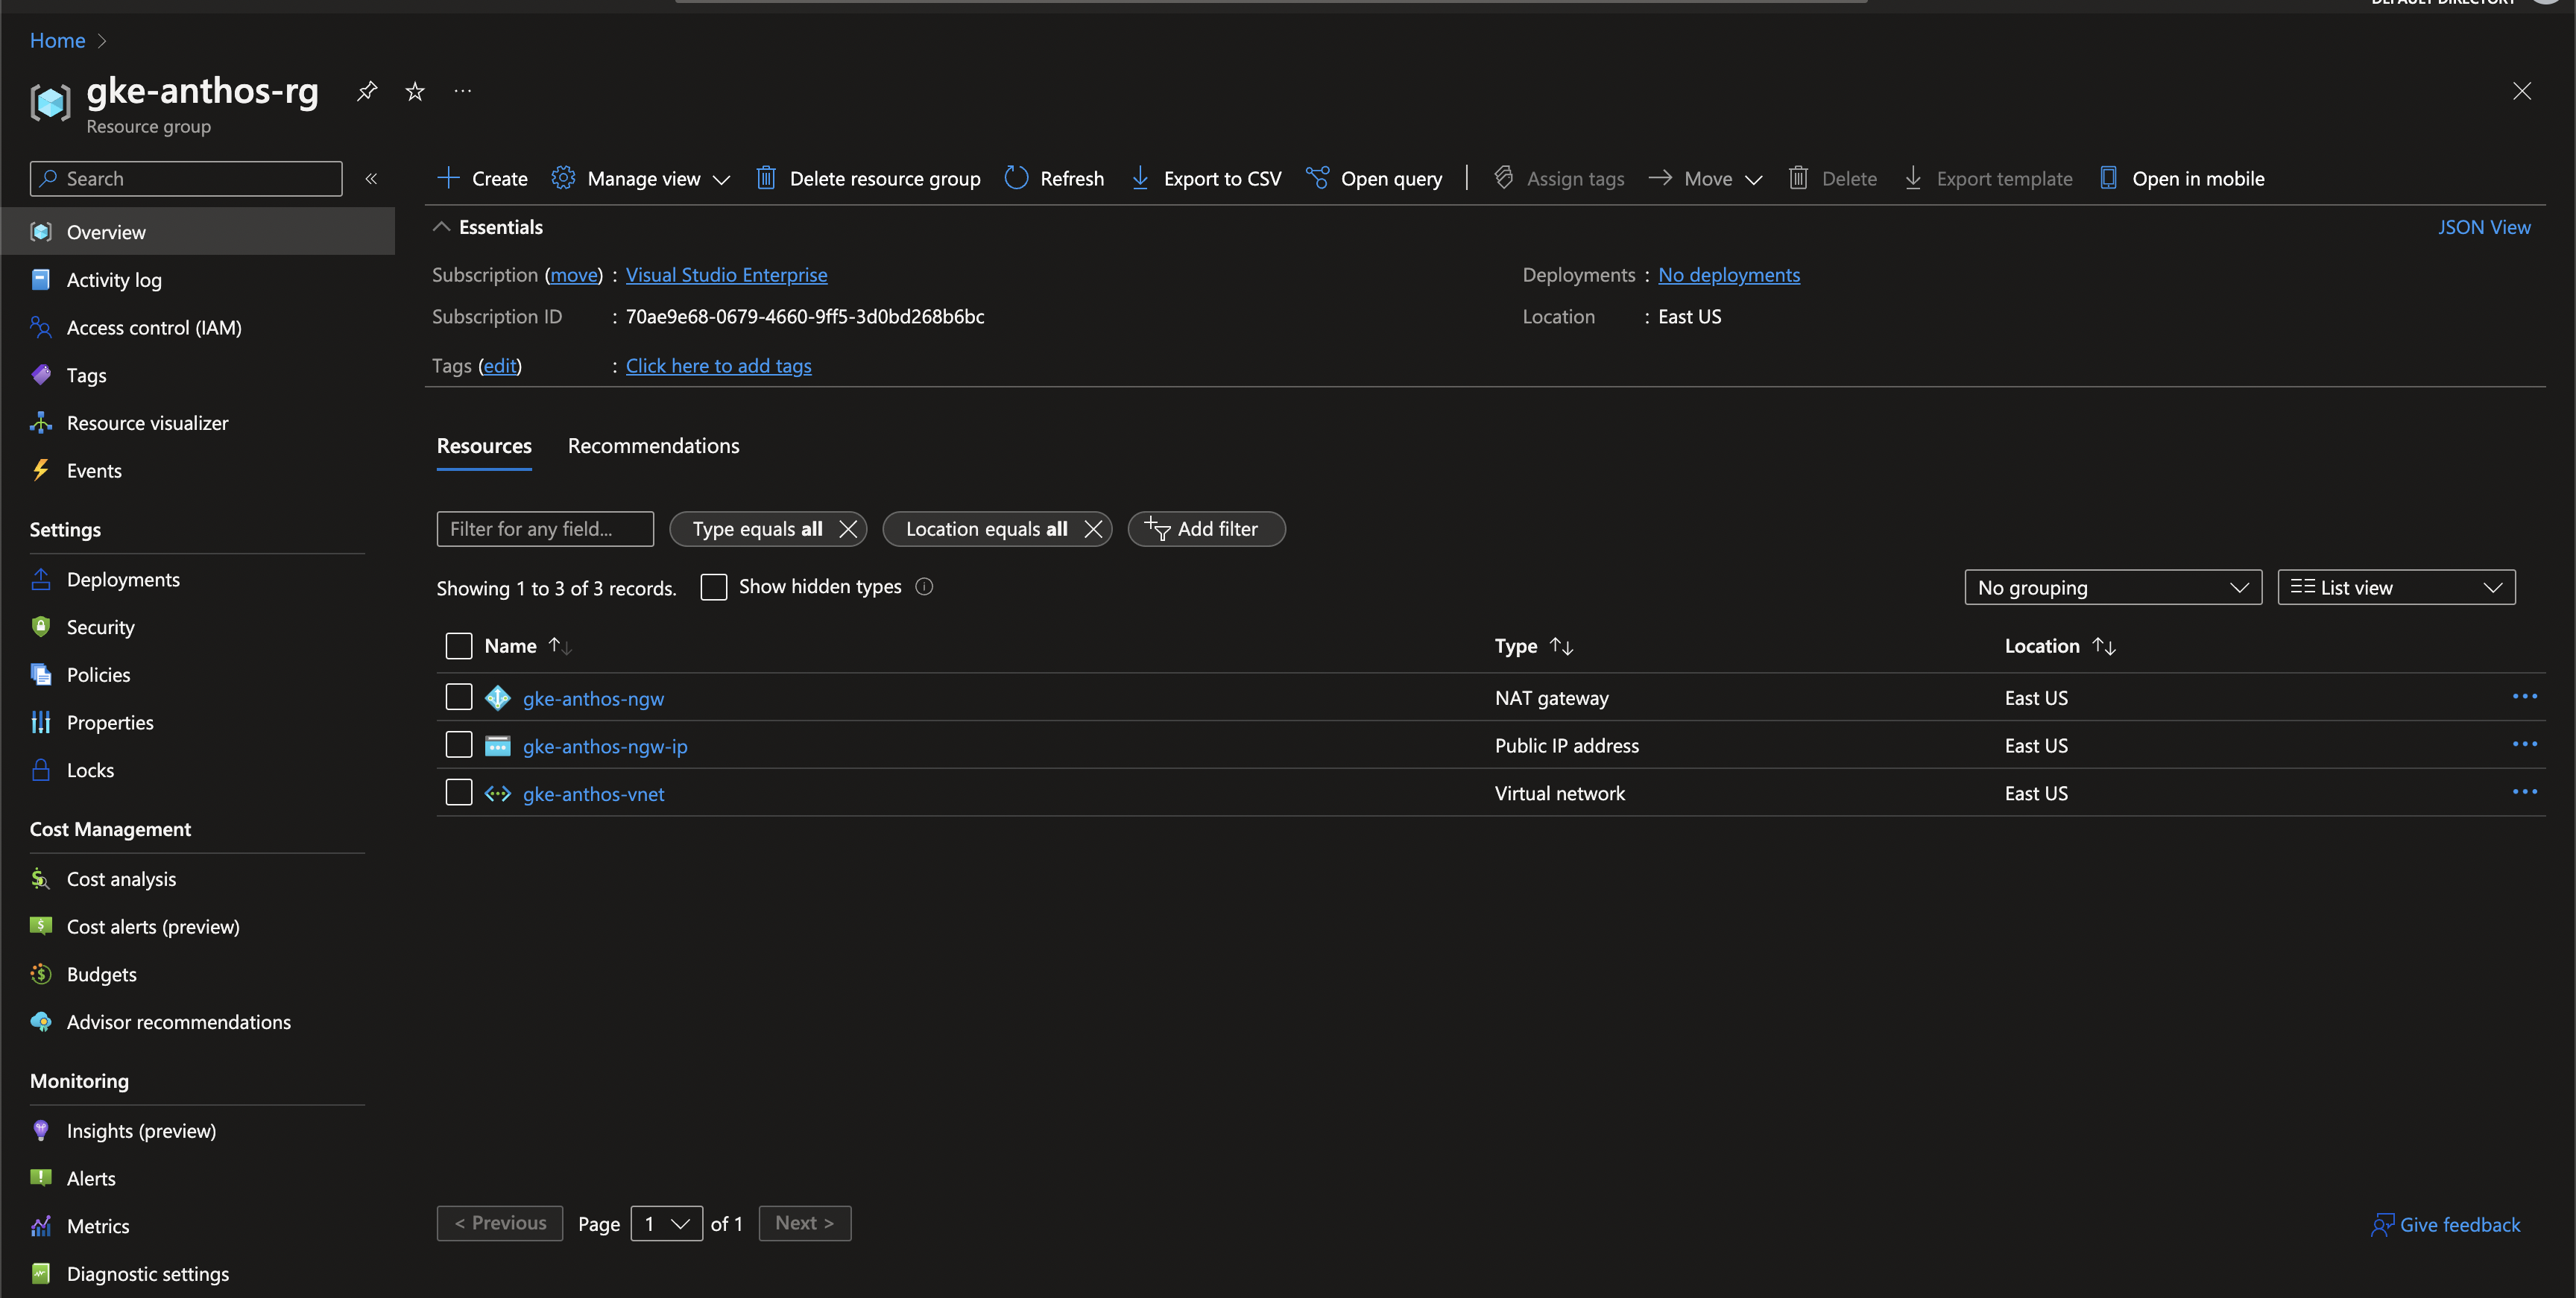 DEFAULT DIRECTORY
Home
gke-anthos-rg
Resource group
Search
Create
Manage view
Delete resource group
Refresh
Export to CSV
Open query
Assign tags
Move
Delete
Export template
Open in mobile
Overview
Activity log
Access control (IAM)
Tags
Resource visualizer
Events
Settings
Deployments
Security
Policies
Properties
Locks
Cost Management
Cost analysis
Cost alerts (preview)
Budgets
Advisor recommendations
Monitoring
Insights (preview)
Alerts
Metrics
Diagnostic settings
Essentials
JSON View
Subscription (move) : Visual Studio Enterprise
Subscription ID : 70ae9e68-0679-4660-9ff5-3d0bd268b6bc
Tags (edit) : Click here to add tags
Deployments : No deployments
Location : East US
Resources Recommendations
Filter for any field... Type equals all Location equals all Add filter
Showing 1 to 3 of 3 records. Show hidden types
No grouping List view
Name Type Location
gke-anthos-ngw NAT gateway East US
gke-anthos-ngw-ip Public IP address East US
gke-anthos-vnet Virtual network East US
< Previous Page 1 of 1 Next >
Give feedback